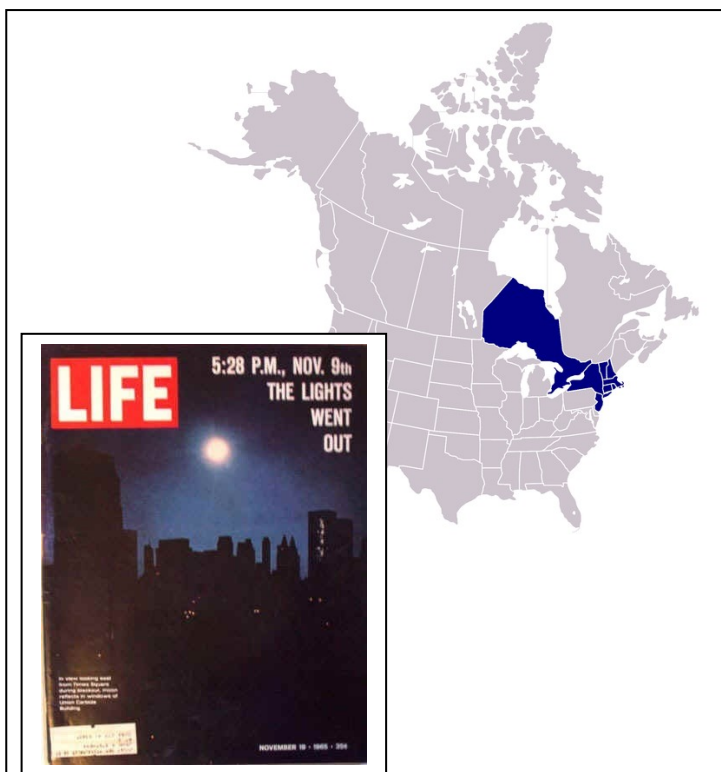 LIFE
5:28 P.M., NOV. 9th
THE LIGHTS
WENT
OUT
In view looking east
from Times Square
during blackout, moon
reflects in windows of
Union Carbide
Building
NOVEMBER 19 · 1965 · 35¢